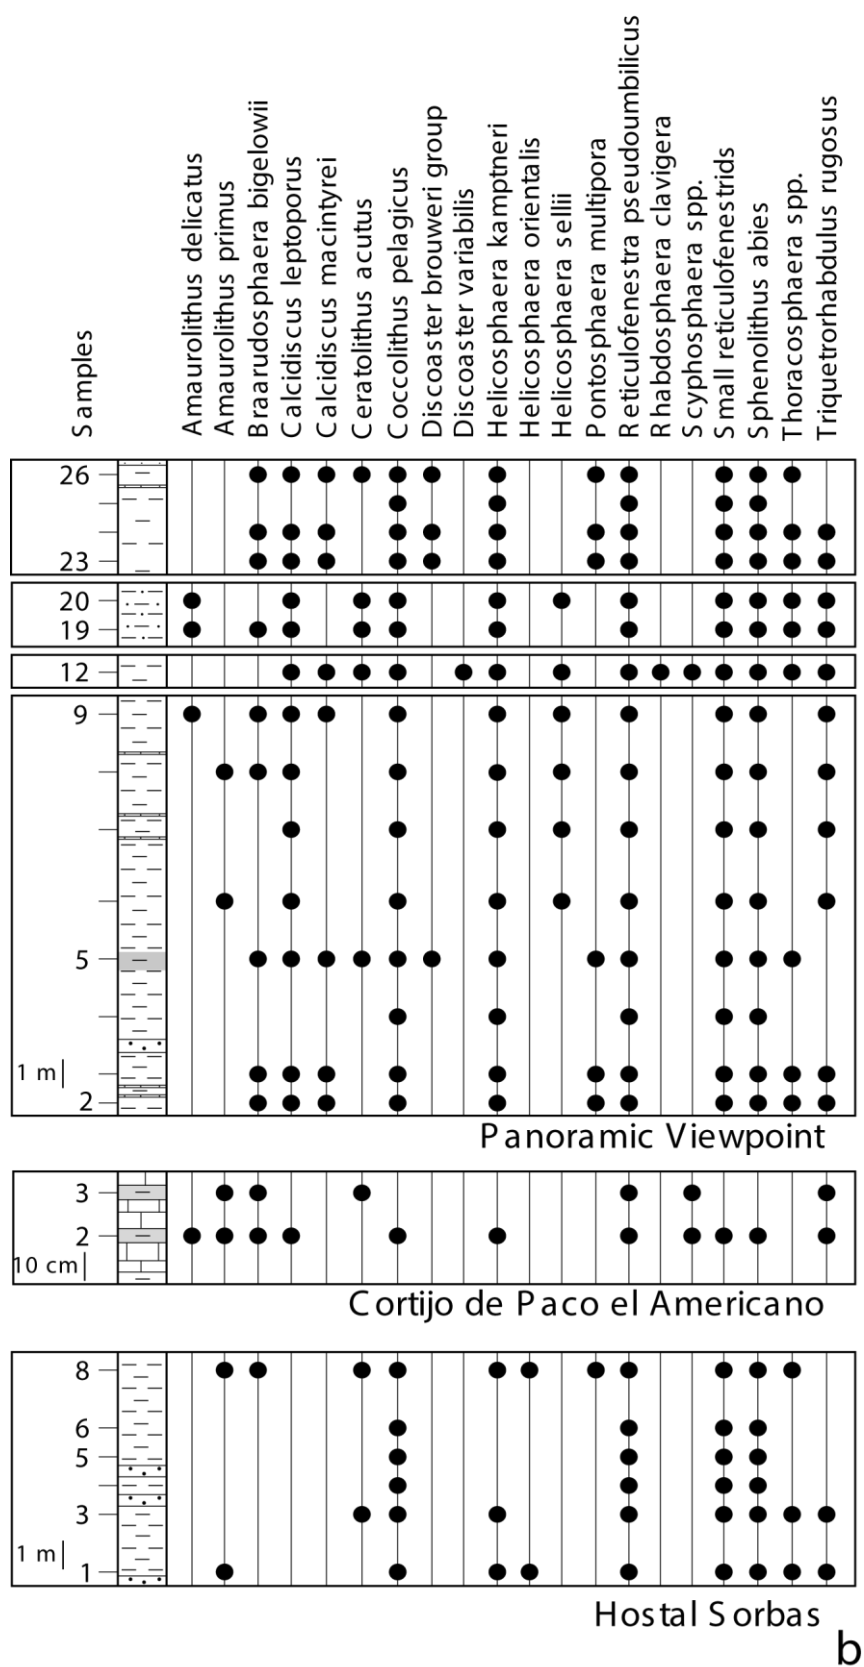 Samples
Amaurolithus delicatus
Amaurolithus primus
Braarudosphaera bigelowii
Calcidiscus leptoporus
Calcidiscus macintyrei
Ceratolithus acutus
Coccolithus pelagicus
Discoaster brouweri group
Discoaster variabilis
Helicosphaera kamptneri
Helicosphaera orientalis
Helicosphaera sellii
Pontosphaera multipora
Reticulofenestra pseudoumbilicus
Rhabdosphaera clavigera
Scyphosphaera spp.
Small reticulofenestrids
Sphenolithus abies
Thoracosphaera spp.
Triquetrorhabdulus rugosus
26
23
20
19
12
9
5
1 m
2
Panoramic Viewpoint
3
2
10 cm
Cortijo de Paco el Americano
8
6
5
3
1 m
1
Hostal Sorbas
b